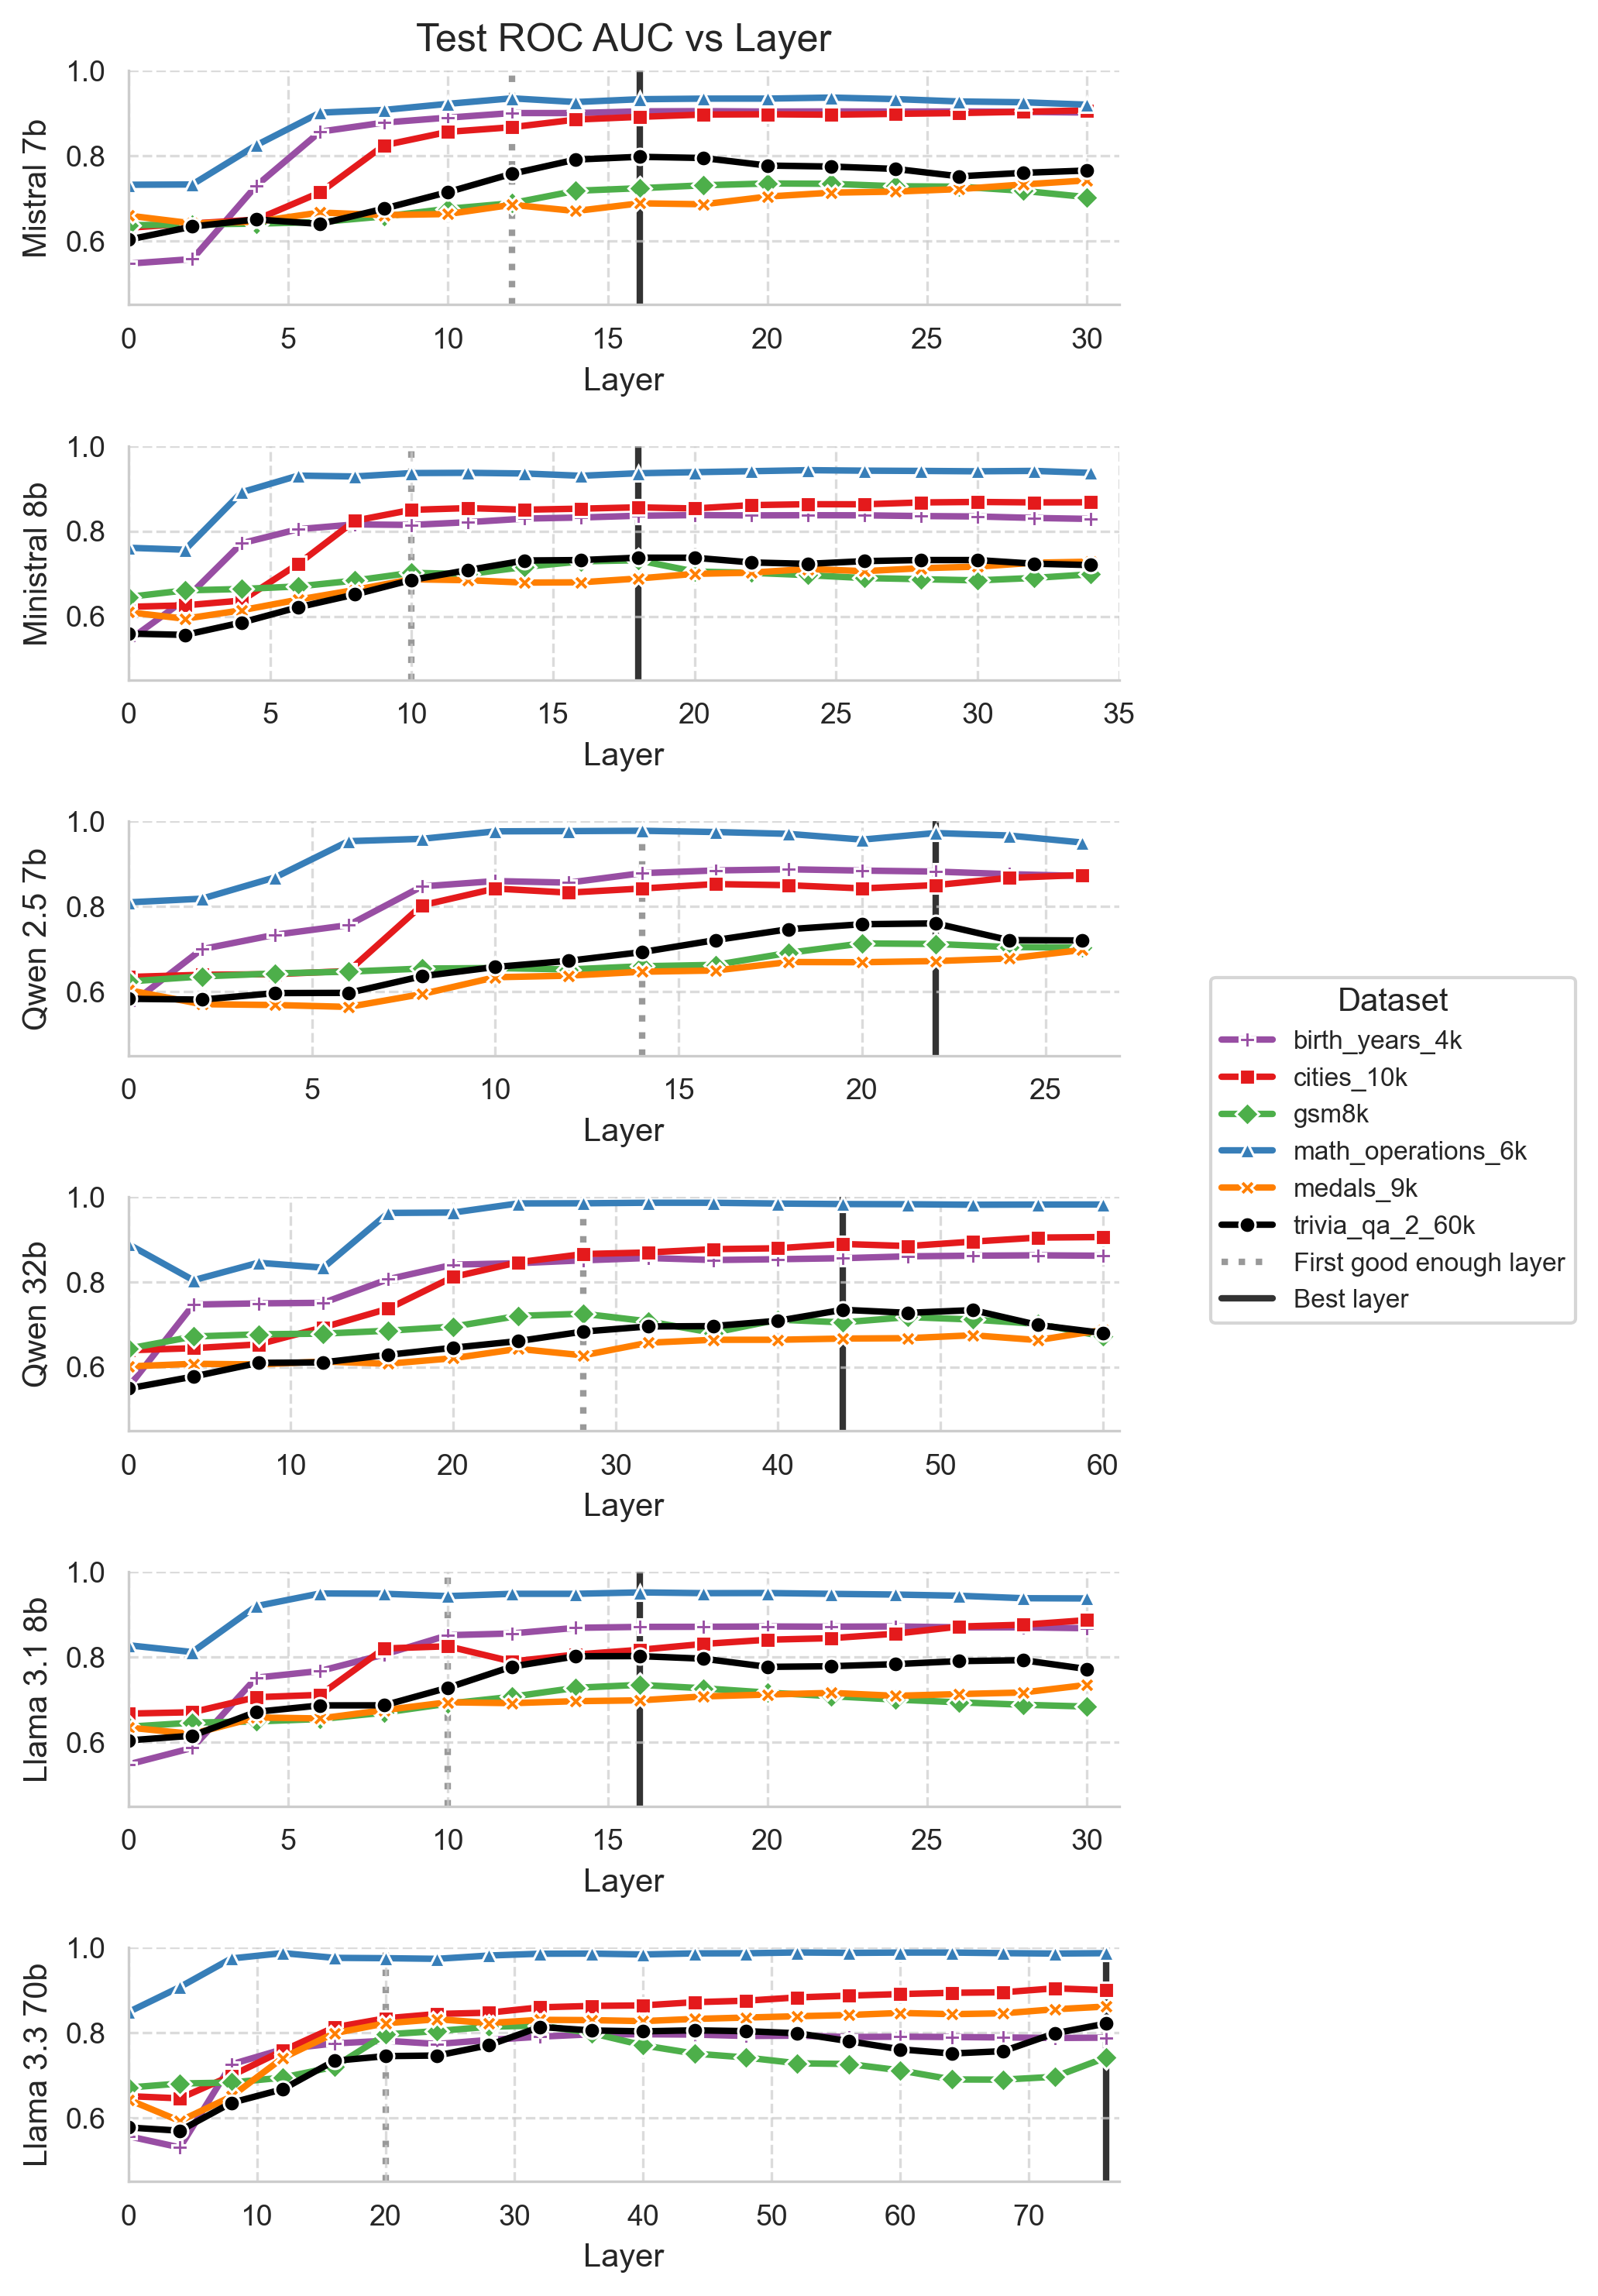 Test ROC AUC vs Layer
Mistral 7b
1.0
0.8
0.6
0 5 10 15 20 25 30
Layer
Ministral 8b
1.0
0.8
0.6
0 5 10 15 20 25 30 35
Layer
Qwen 2.5 7b
1.0
0.8
0.6
0 5 10 15 20 25
Layer
Dataset
birth_years_4k
cities_10k
gsm8k
math_operations_6k
medals_9k
trivia_qa_2_60k
First good enough layer
Best layer
Qwen 32b
1.0
0.8
0.6
0 10 20 30 40 50 60
Layer
Llama 3.1 8b
1.0
0.8
0.6
0 5 10 15 20 25 30
Layer
Llama 3.3 70b
1.0
0.8
0.6
0 10 20 30 40 50 60 70
Layer